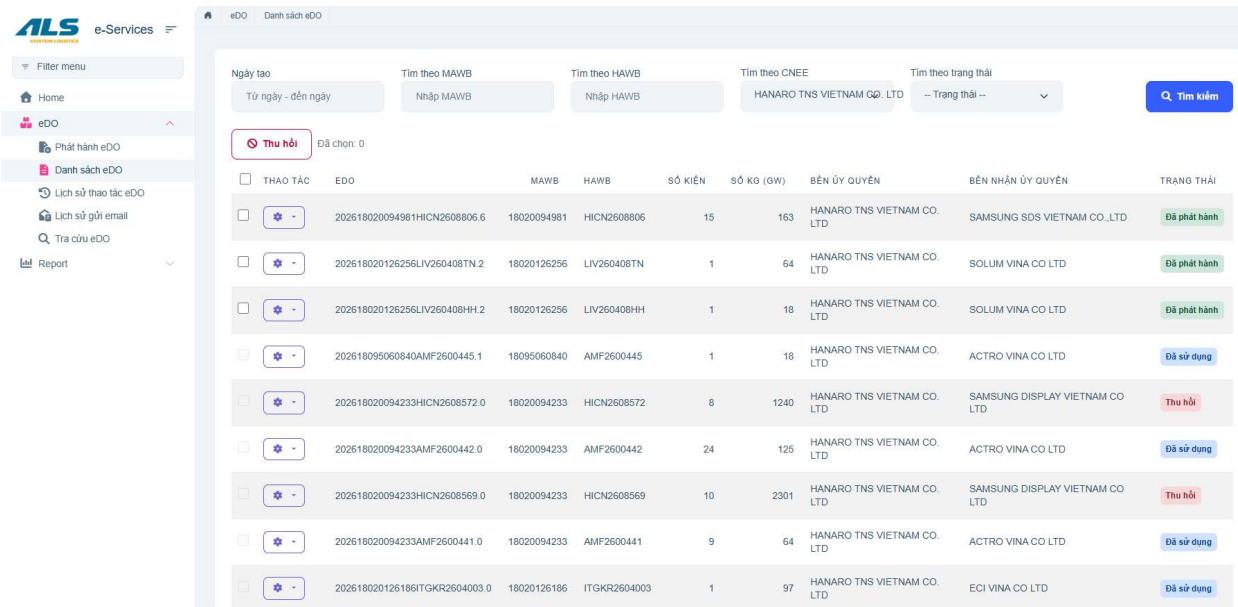 eDO Danh sách eDO
ALS e-Services
AVIATION LOGISTICS
Filter menu
Home
eDO
Phát hành eDO
Danh sách eDO
Lịch sử thao tác eDO
Lịch sử gửi email
Tra cứu eDO
Report
Ngày tạo Tìm theo MAWB Tìm theo HAWB Tìm theo CNEE Tìm theo trạng thái
Từ ngày - đến ngày Nhập MAWB Nhập HAWB HANARO TNS VIETNAM CO. LTD -- Trạng thái -- Tìm kiếm
Thu hồi Đã chọn: 0
THAO TÁC EDO MAWB HAWB SỐ KIỆN SỐ KG (GW) BÊN ỦY QUYỀN BÊN NHẬN ỦY QUYỀN TRẠNG THÁI
202618020094981HICN2608806.6 18020094981 HICN2608806 15 163 HANARO TNS VIETNAM CO. SAMSUNG SDS VIETNAM CO.,LTD Đã phát hành
LTD
202618020126256LIV260408TN.2 18020126256 LIV260408TN 1 64 HANARO TNS VIETNAM CO. SOLUM VINA CO LTD Đã phát hành
LTD
202618020126256LIV260408HH.2 18020126256 LIV260408HH 1 18 HANARO TNS VIETNAM CO. SOLUM VINA CO LTD Đã phát hành
LTD
202618095060840AMF2600445.1 18095060840 AMF2600445 1 18 HANARO TNS VIETNAM CO. ACTRO VINA CO LTD Đã sử dụng
LTD
202618020094233HICN2608572.0 18020094233 HICN2608572 8 1240 HANARO TNS VIETNAM CO. SAMSUNG DISPLAY VIETNAM CO Thu hồi
LTD LTD
202618020094233AMF2600442.0 18020094233 AMF2600442 24 125 HANARO TNS VIETNAM CO. ACTRO VINA CO LTD Đã sử dụng
LTD
202618020094233HICN2608569.0 18020094233 HICN2608569 10 2301 HANARO TNS VIETNAM CO. SAMSUNG DISPLAY VIETNAM CO Thu hồi
LTD LTD
202618020094233AMF2600441.0 18020094233 AMF2600441 9 64 HANARO TNS VIETNAM CO. ACTRO VINA CO LTD Đã sử dụng
LTD
202618020126186ITGKR2604003.0 18020126186 ITGKR2604003 1 97 HANARO TNS VIETNAM CO. ECI VINA CO LTD Đã sử dụng
LTD